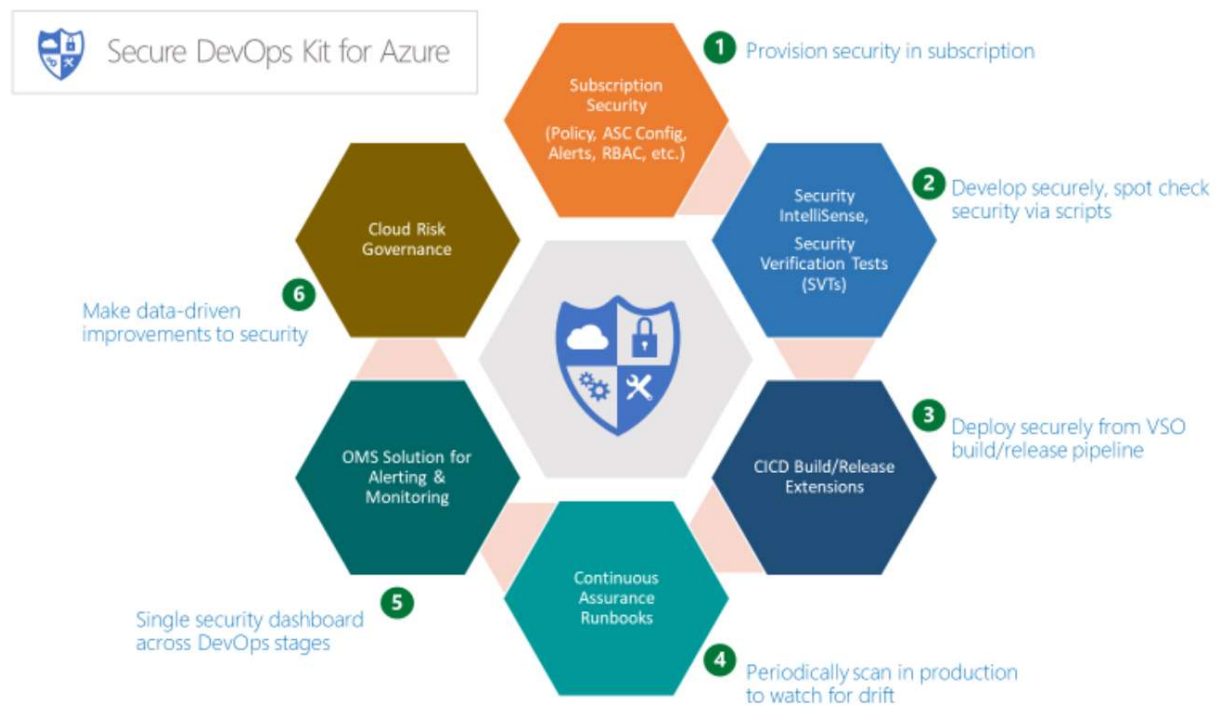 Secure DevOps Kit for Azure
1
Provision security in subscription
Subscription
Security
(Policy, ASC Config,
Alerts, RBAC, etc.)
2
Develop securely, spot check
security via scripts
Security
IntelliSense,
Security
Verification Tests
(SVTs)
3
Deploy securely from VSO
build/release pipeline
CICD Build/Release
Extensions
4
Periodically scan in production
to watch for drift
Continuous
Assurance
Runbooks
5
Single security dashboard
across DevOps stages
OMS Solution for
Alerting &
Monitoring
6
Make data-driven
improvements to security
Cloud Risk
Governance